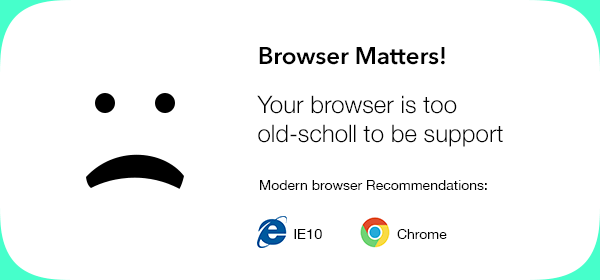 Browser Matters!
Your browser is too
old-scholl to be support
Modern browser Recommendations:
IE10 Chrome